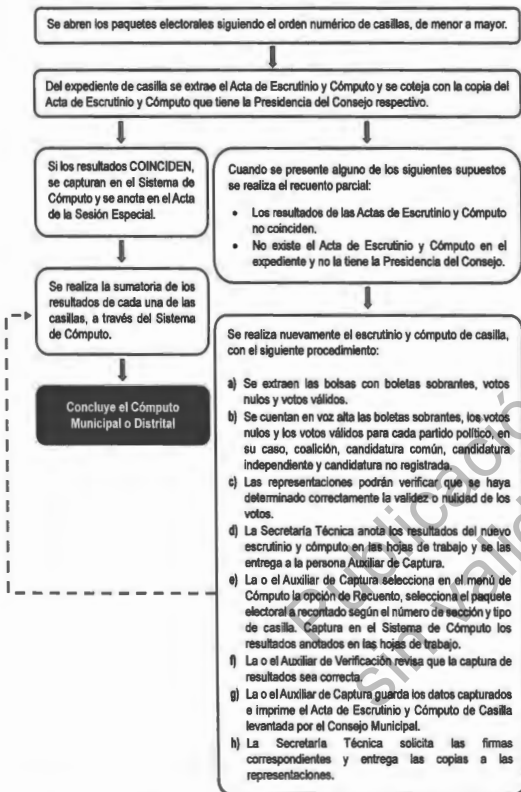 Se abren los paquetes electorales siguiendo el orden numérico de casillas, de menor a mayor.
Del expediente de casilla se extrae el Acta de Escrutinio y Cómputo y se coteja con la copia del
Acta de Escrutinio y Cómputo que tiene la Presidencia del Consejo respectivo.
Si los resultados COINCIDEN,
se capturan en el Sistema de
Cómputo y se anota en el Acta
de la Sesión Especial.
Se realiza la sumatoria de los
resultados de cada una de las
casillas, a través del Sistema
de Cómputo.
Concluye el Cómputo
Municipal o Distrital
Cuando se presente alguno de los siguientes supuestos
se realiza el recuento parcial:
• Los resultados de las Actas de Escrutinio y Cómputo
no coinciden.
• No existe el Acta de Escrutinio y Cómputo en el
expediente y no la tiene la Presidencia del Consejo.
Se realiza nuevamente el escrutinio y cómputo de casilla,
con el siguiente procedimiento:
a) Se extraen las bolsas con boletas sobrantes, votos
nulos y votos válidos.
b) Se cuentan en voz alta las boletas sobrantes, los votos
nulos y los votos válidos para cada partido político, en
su caso, coalición, candidatura común, candidatura
independiente y candidatura no registrada.
c) Las representaciones podrán verificar que se haya
determinado correctamente la validez o nulidad de los
votos.
d) La Secretaría Técnica anota los resultados del nuevo
escrutinio y cómputo en las hojas de trabajo y se las
entrega a la persona Auxiliar de Captura.
e) La o el Auxiliar de Captura selecciona en el menú de
Cómputo la opción de Recuento, selecciona el paquete
electoral a recontado según el número de sección y tipo
de casilla. Captura en el Sistema de Cómputo los
resultados anotados en las hojas de trabajo.
f) La o el Auxiliar de Verificación revisa que la captura de
resultados sea correcta.
g) La o el Auxiliar de Captura guarda los datos capturados
e imprime el Acta de Escrutinio y Cómputo de Casilla
levantada por el Consejo Municipal.
h) La Secretaría Técnica solicita las firmas
correspondientes y entrega las copias a las
representaciones.
Publicación
sin